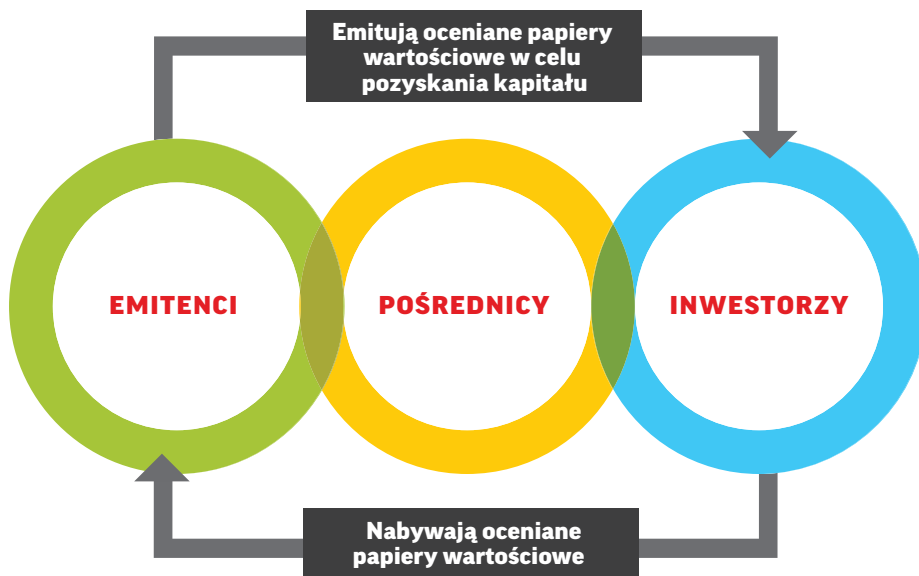 Emitują oceniane papiery
wartościowe w celu
pozyskania kapitału
EMITENCI
POŚREDNICY
INWESTORZY
Nabywają oceniane
papiery wartościowe